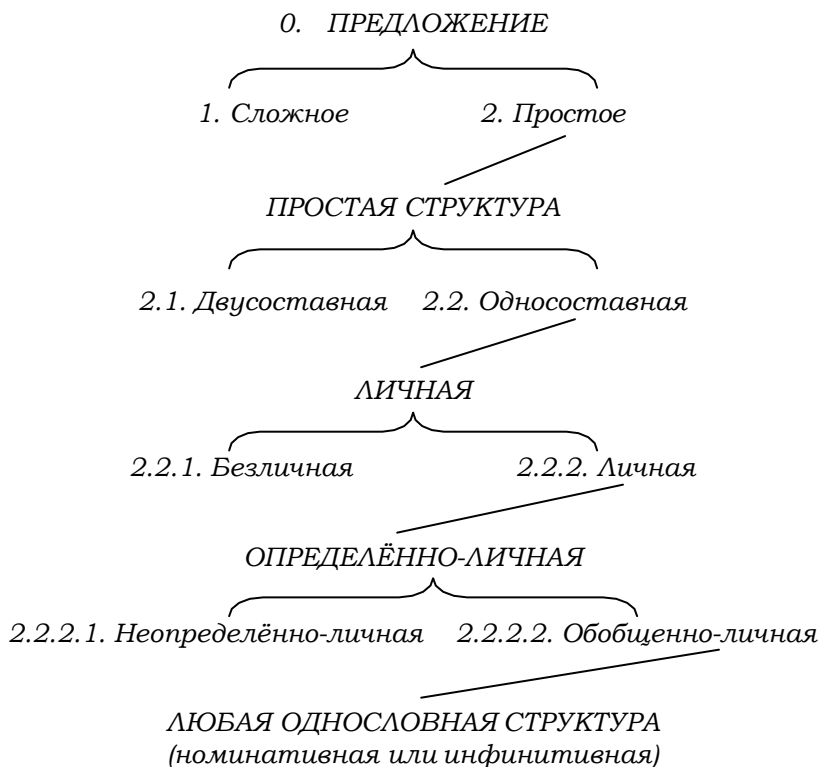 0. ПРЕДЛОЖЕНИЕ
1. Сложное 2. Простое
ПРОСТАЯ СТРУКТУРА
2.1. Двусоставная 2.2. Односоставная
ЛИЧНАЯ
2.2.1. Безличная 2.2.2. Личная
ОПРЕДЕЛЁННО-ЛИЧНАЯ
2.2.2.1. Неопределённо-личная 2.2.2.2. Обобщенно-личная
ЛЮБАЯ ОДНОСЛОВНАЯ СТРУКТУРА
(номинативная или инфинитивная)